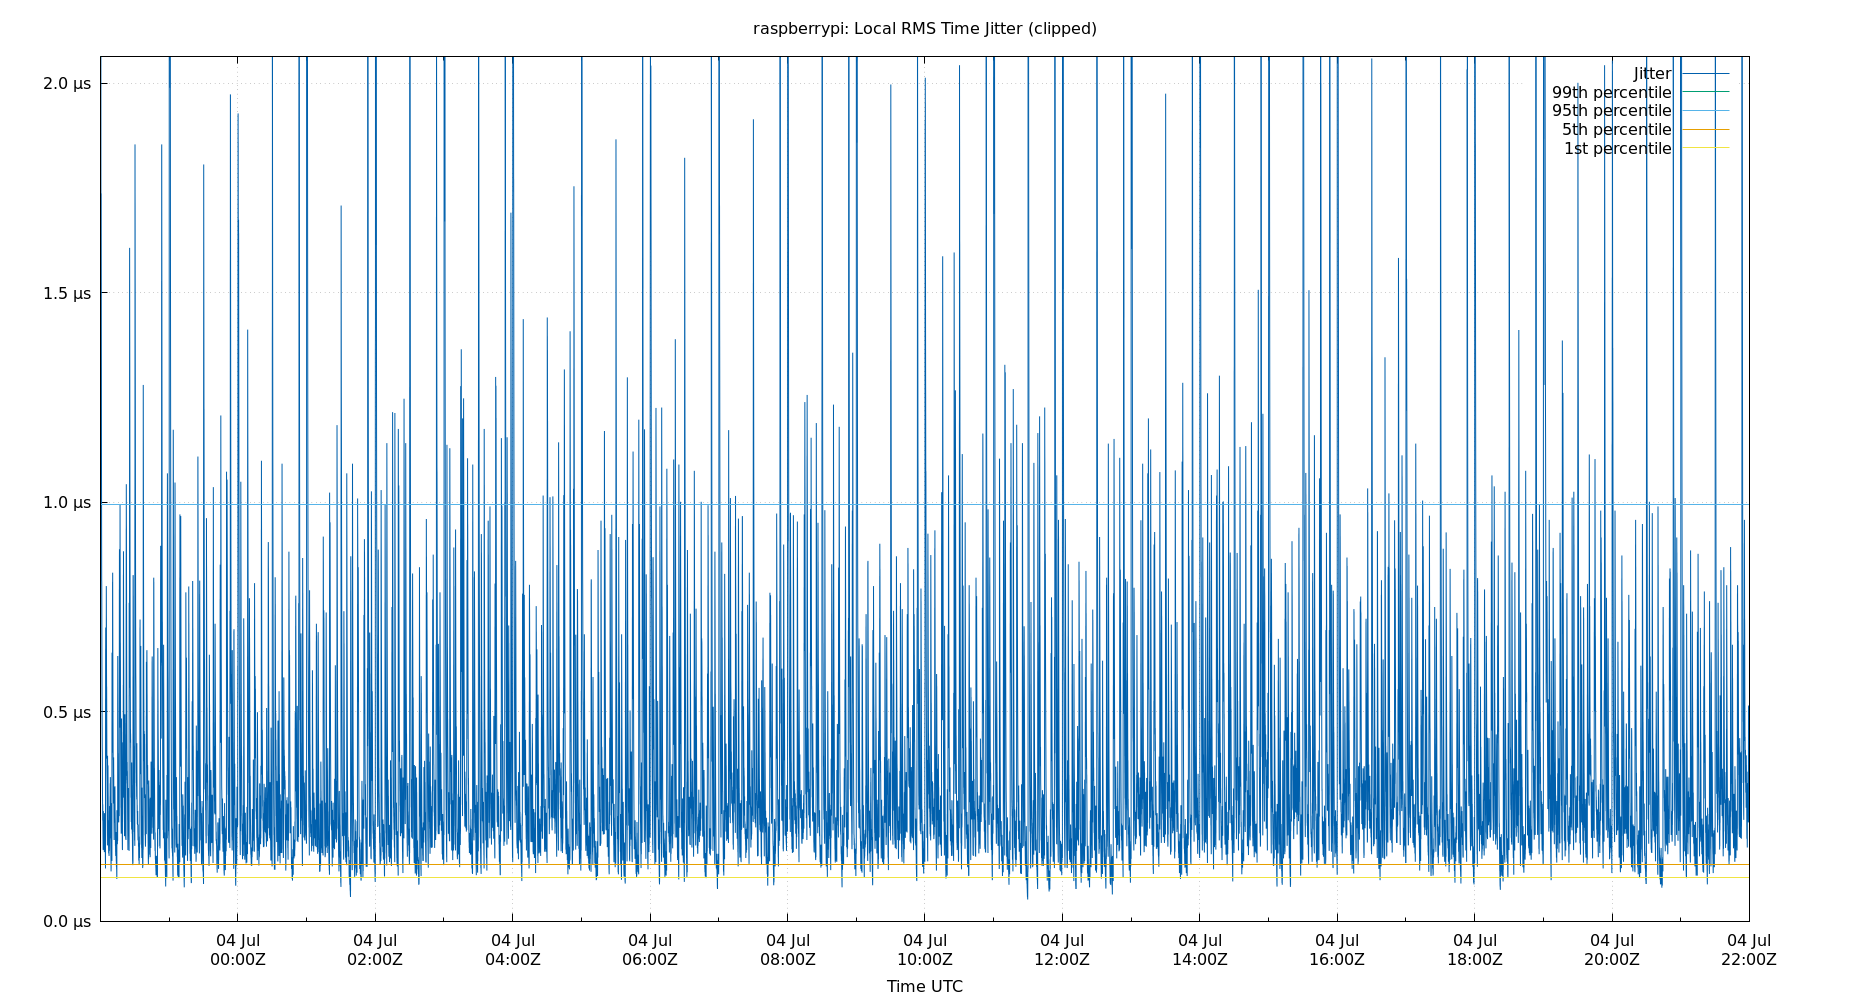 raspberrypi: Local RMS Time Jitter (clipped)
2.0 µs
1.5 µs
1.0 µs
0.5 µs
0.0 µs
Jitter
99th percentile
95th percentile
5th percentile
1st percentile
04 Jul 04 Jul 04 Jul 04 Jul 04 Jul 04 Jul 04 Jul 04 Jul 04 Jul 04 Jul 04 Jul 04 Jul
00:00Z 02:00Z 04:00Z 06:00Z 08:00Z 10:00Z 12:00Z 14:00Z 16:00Z 18:00Z 20:00Z 22:00Z
Time UTC